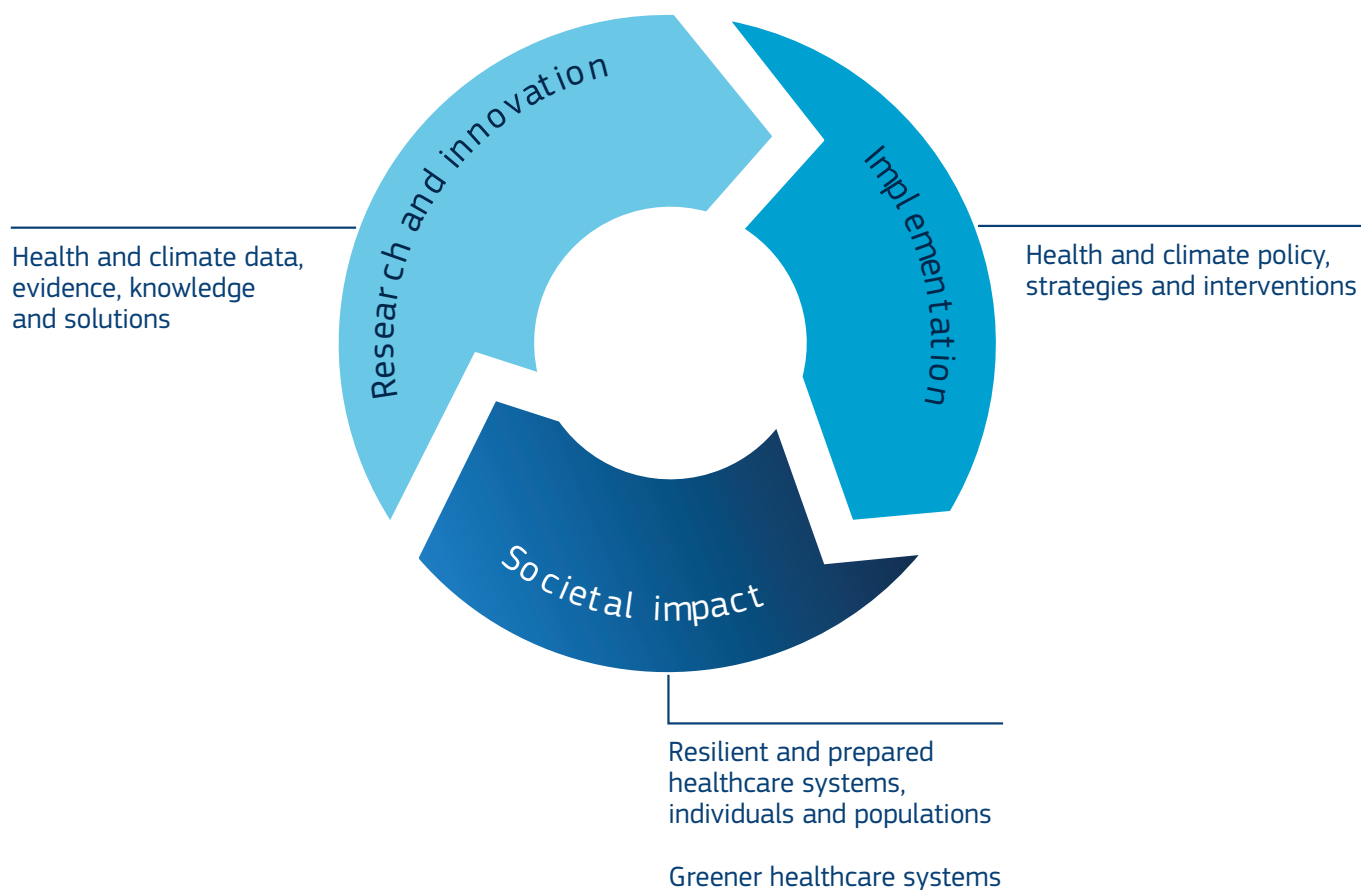 Research and innovation
Implementation
Health and climate data,
evidence, knowledge
and solutions
Health and climate policy,
strategies and interventions
Societal impact
Resilient and prepared
healthcare systems,
individuals and populations
Greener healthcare systems